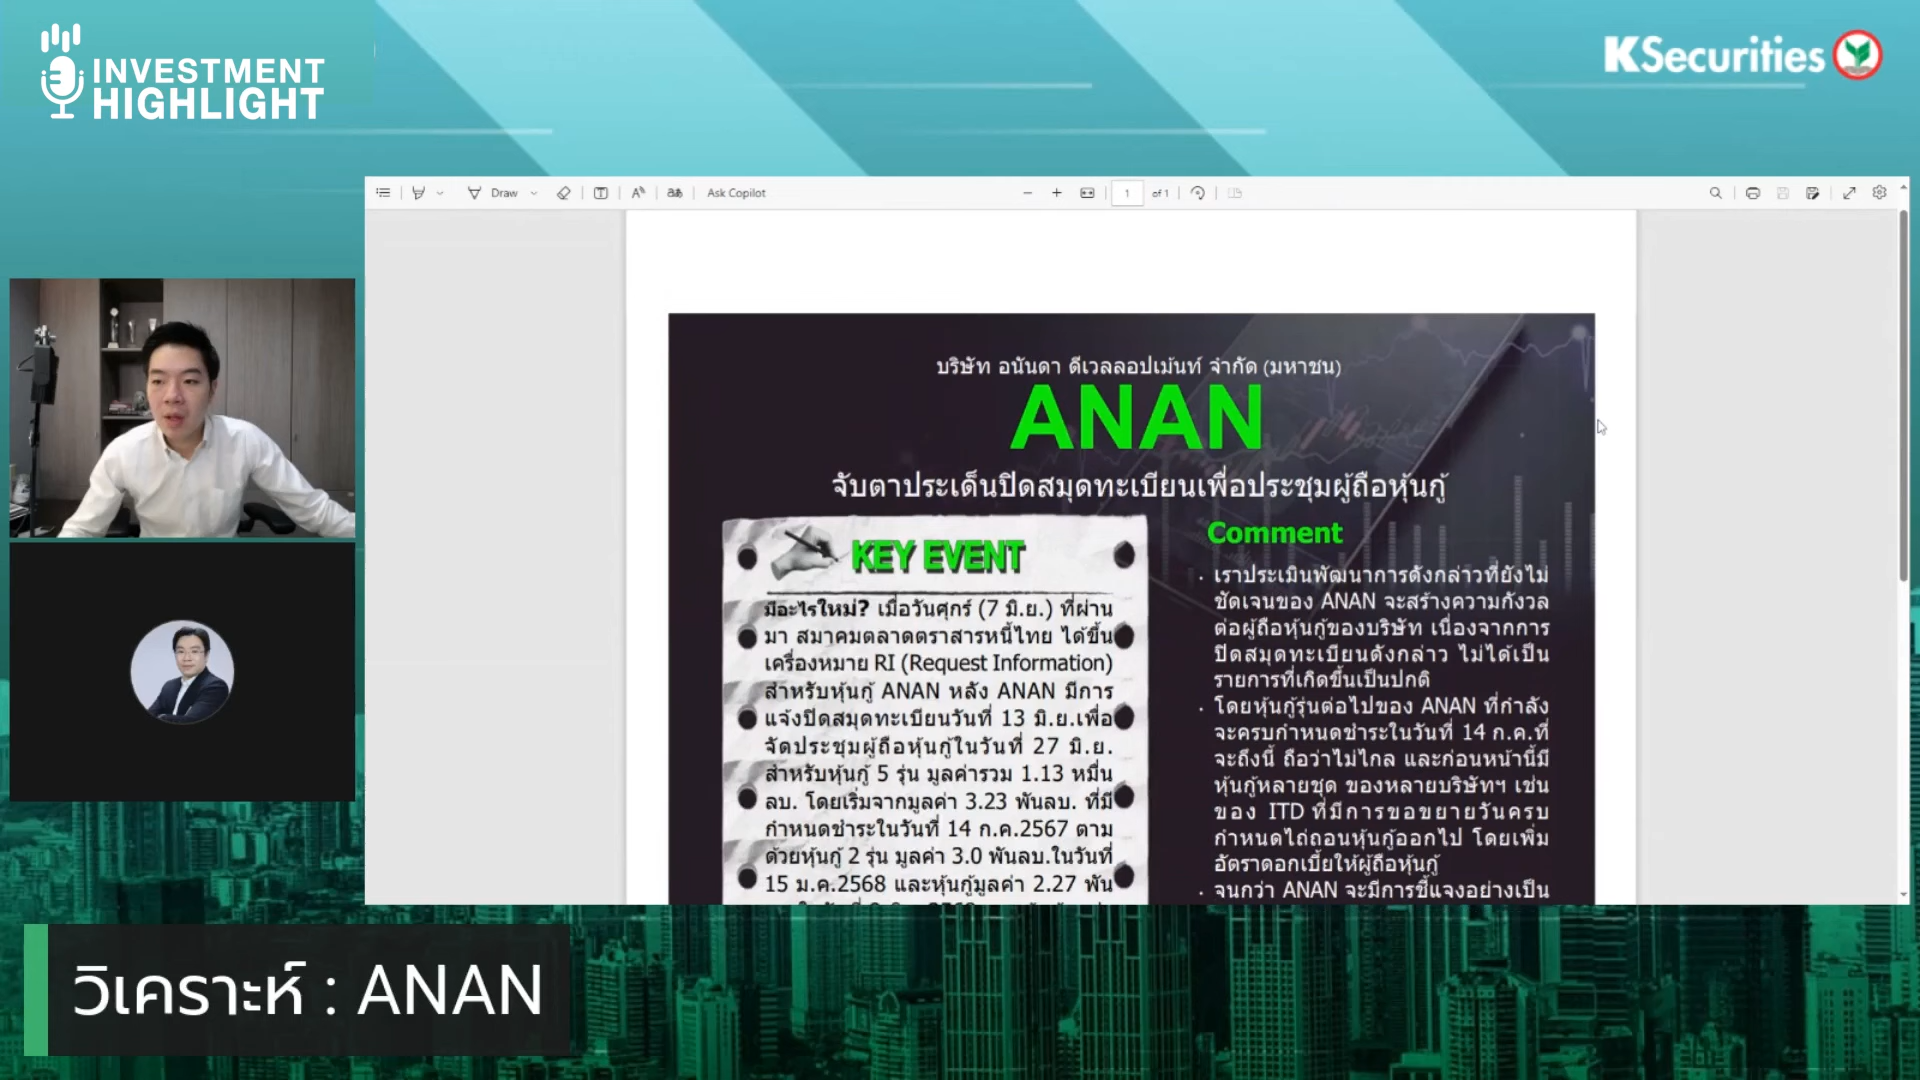 INVESTMENT
HIGHLIGHT
KSecurities
Draw
Ask Copilot
1
of 1
บริษัท อนันดา ดีเวลลอปเม้นท์ จำกัด (มหาชน)
ANAN
จับตาประเด็นปิดสมุดทะเบียนเพื่อประชุมผู้ถือหุ้นกู้
KEY EVENT
มีอะไรใหม่? เมื่อวันศุกร์ (7 มิ.ย.) ที่ผ่าน
มา สมาคมตลาดตราสารหนี้ไทย ได้ขึ้น
เครื่องหมาย RI (Request Information)
สำหรับหุ้นกู้ ANAN หลัง ANAN มีการ
แจ้งปิดสมุดทะเบียนวันที่ 13 มิ.ย.เพื่อ
จัดประชุมผู้ถือหุ้นกู้ในวันที่ 27 มิ.ย.
สำหรับหุ้นกู้ 5 รุ่น มูลค่ารวม 1.13 หมื่น
ลบ. โดยเริ่มจากมูลค่า 3.23 พันลบ. ที่มี
กำหนดชำระในวันที่ 14 ก.ค.2567 ตาม
ด้วยหุ้นกู้ 2 รุ่น มูลค่า 3.0 พันลบ.ในวันที่
15 ม.ค.2568 และหุ้นกู้มูลค่า 2.27 พัน
Comment
• เราประเมินพัฒนาการดังกล่าวที่ยังไม่
ชัดเจนของ ANAN จะสร้างความกังวล
ต่อผู้ถือหุ้นกู้ของบริษัท เนื่องจากการ
ปิดสมุดทะเบียนดังกล่าว ไม่ได้เป็น
รายการที่เกิดขึ้นเป็นปกติ
• โดยหุ้นกู้รุ่นต่อไปของ ANAN ที่กำลัง
จะครบกำหนดชำระในวันที่ 14 ก.ค.ที่
จะถึงนี้ ถือว่าไม่ไกล และก่อนหน้านี้มี
หุ้นกู้หลายชุด ของหลายบริษัทฯ เช่น
ของ ITD ที่มีการขอขยายวันครบ
กำหนดไถ่ถอนหุ้นกู้ออกไป โดยเพิ่ม
อัตราดอกเบี้ยให้ผู้ถือหุ้นกู้
• จนกว่า ANAN จะมีการชี้แจงอย่างเป็น
วิเคราะห์ : ANAN